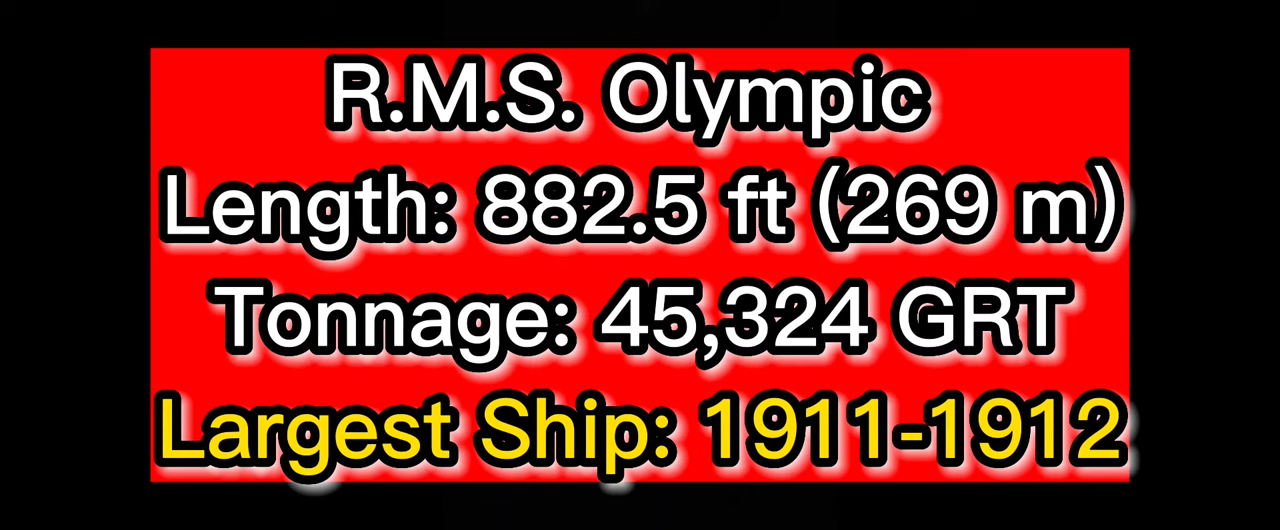 R.M.S. Olympic
Length: 882.5 ft (269 m)
Tonnage: 45,324 GRT
Largest Ship: 1911-1912